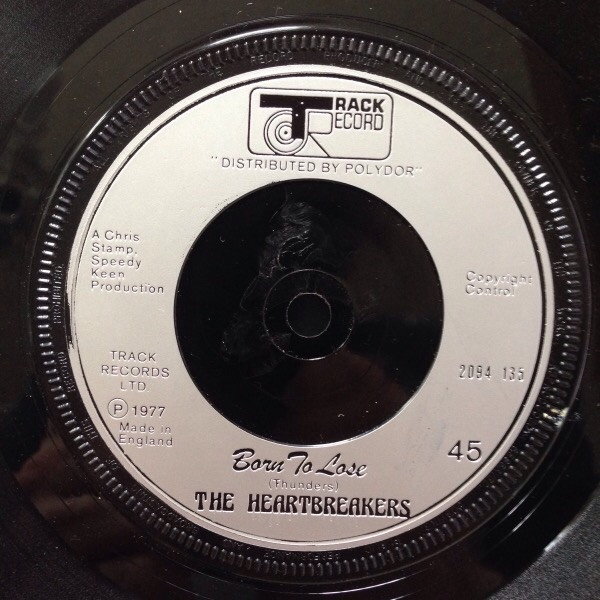 TRACK
RECORD
"DISTRIBUTED BY POLYDOR"
A Chris
Stamp,
Speedy
Keen
Production
Copyright
Control
TRACK
RECORDS
LTD.
Ⓟ 1977
Made in
England
2094 135
45
Born To Lose
(Thunders)
THE HEARTBREAKERS